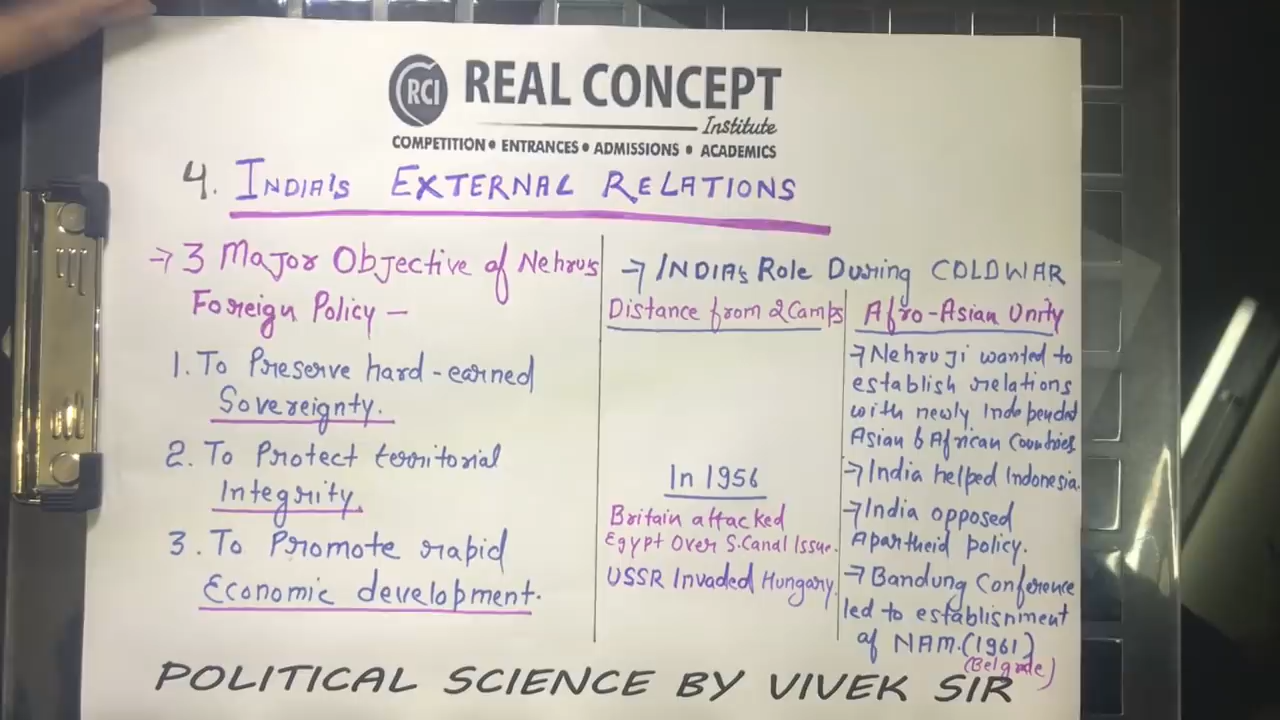 RCI REAL CONCEPT
Institute
COMPETITION • ENTRANCES • ADMISSIONS • ACADEMICS
4. INDIA's EXTERNAL RELATIONS
→ 3 Major Objective of Nehru's
Foreign Policy —
1. To Preserve hard-earned
Sovereignty.
2. To Protect territorial
Integrity.
3. To Promote rapid
Economic development.
→ INDIA's Role During COLDWAR
Distance from 2 Camps
In 1956
Britain attacked
Egypt Over S.Canal Issue.
USSR Invaded Hungary.
Afro-Asian Unity
→ Nehru Ji wanted to
establish relations
with newly Independent
Asian & African Countries
→ India helped Indonesia.
→ India opposed
Apartheid policy.
→ Bandung Conference
led to establishment
of NAM. (1961)
(Belgrade)
POLITICAL SCIENCE BY VIVEK SIR